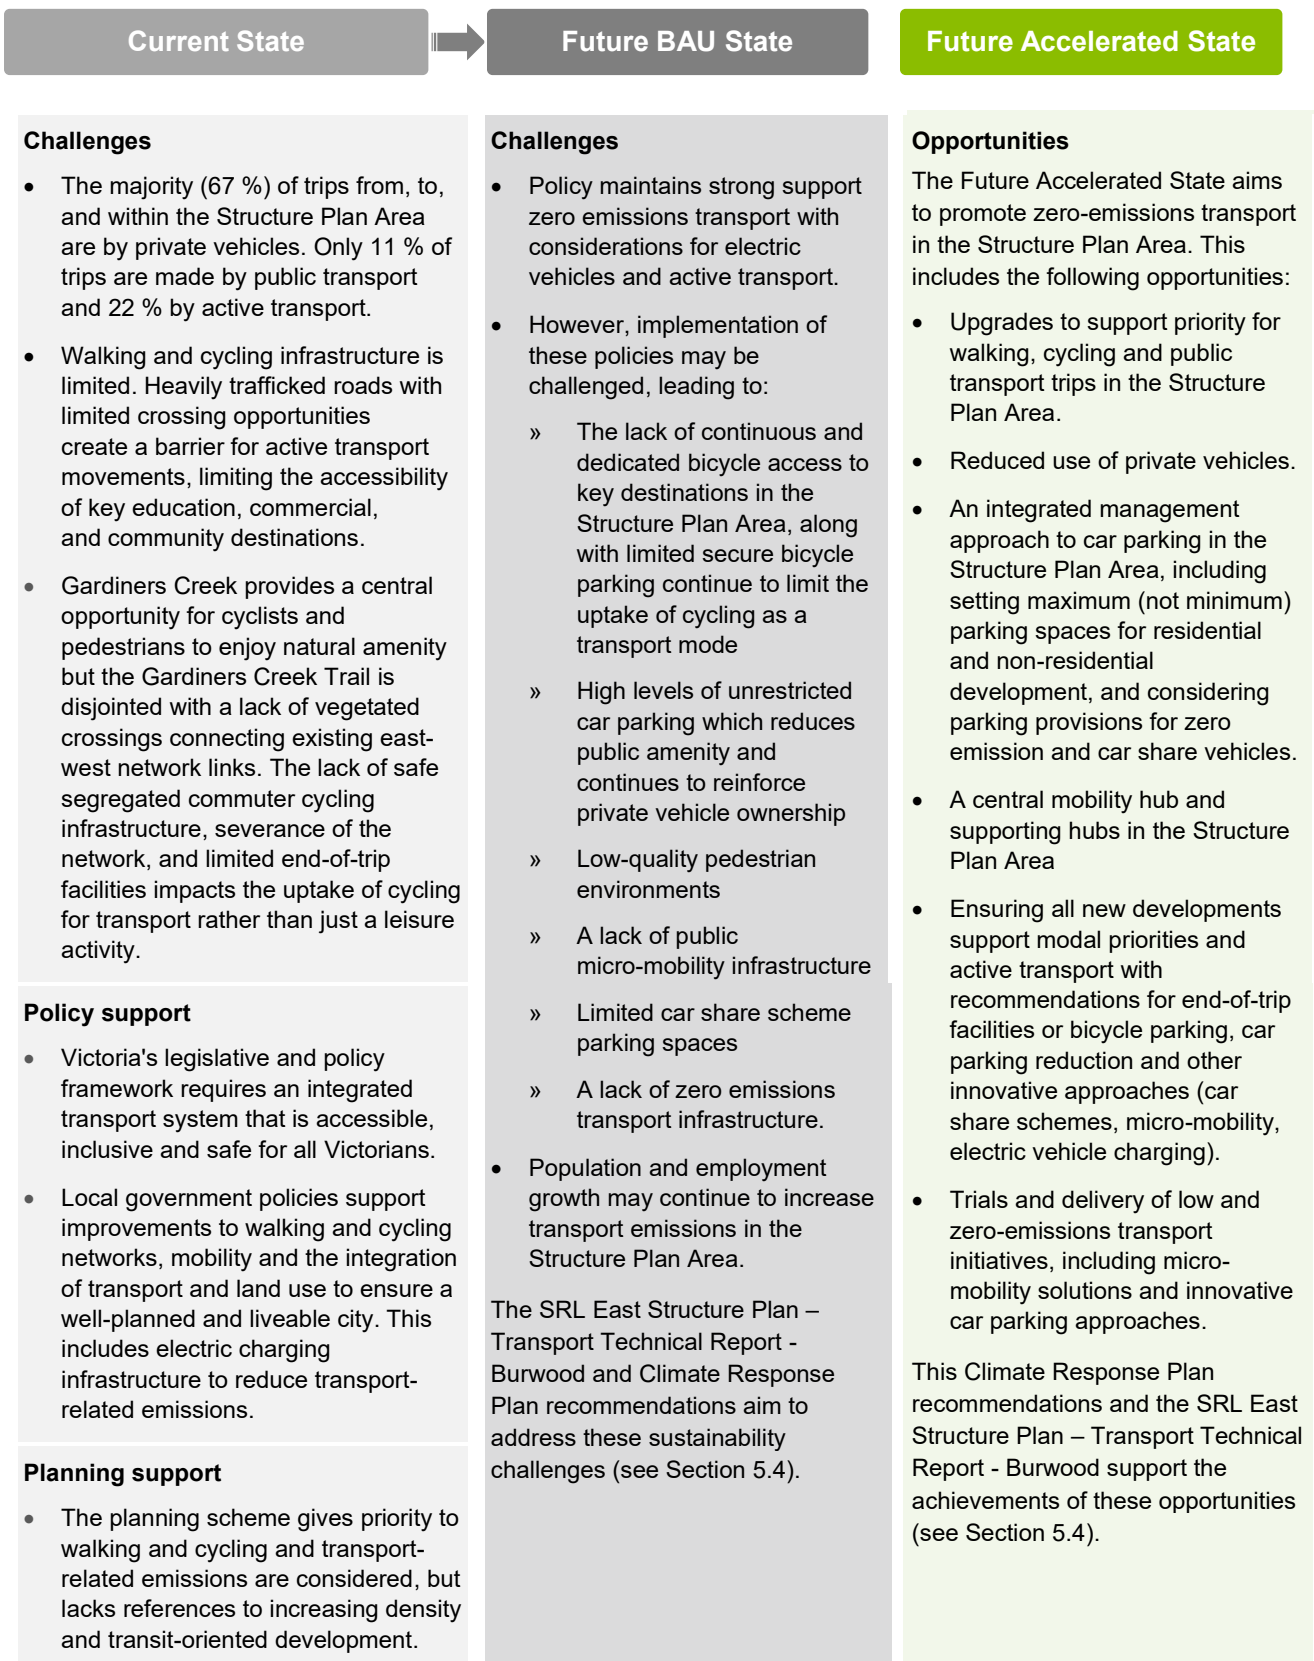 Current State
Future BAU State
Future Accelerated State
Challenges
• The majority (67 %) of trips from, to,
and within the Structure Plan Area
are by private vehicles. Only 11 % of
trips are made by public transport
and 22 % by active transport.
• Walking and cycling infrastructure is
limited. Heavily trafficked roads with
limited crossing opportunities
create a barrier for active transport
movements, limiting the accessibility
of key education, commercial,
and community destinations.
• Gardiners Creek provides a central
opportunity for cyclists and
pedestrians to enjoy natural amenity
but the Gardiners Creek Trail is
disjointed with a lack of vegetated
crossings connecting existing east-
west network links. The lack of safe
segregated commuter cycling
infrastructure, severance of the
network, and limited end-of-trip
facilities impacts the uptake of cycling
for transport rather than just a leisure
activity.
Policy support
• Victoria's legislative and policy
framework requires an integrated
transport system that is accessible,
inclusive and safe for all Victorians.
• Local government policies support
improvements to walking and cycling
networks, mobility and the integration
of transport and land use to ensure a
well-planned and liveable city. This
includes electric charging
infrastructure to reduce transport-
related emissions.
Planning support
• The planning scheme gives priority to
walking and cycling and transport-
related emissions are considered, but
lacks references to increasing density
and transit-oriented development.
Challenges
• Policy maintains strong support
zero emissions transport with
considerations for electric
vehicles and active transport.
• However, implementation of
these policies may be
challenged, leading to:
» The lack of continuous and
dedicated bicycle access to
key destinations in the
Structure Plan Area, along
with limited secure bicycle
parking continue to limit the
uptake of cycling as a
transport mode
» High levels of unrestricted
car parking which reduces
public amenity and
continues to reinforce
private vehicle ownership
» Low-quality pedestrian
environments
» A lack of public
micro-mobility infrastructure
» Limited car share scheme
parking spaces
» A lack of zero emissions
transport infrastructure.
• Population and employment
growth may continue to increase
transport emissions in the
Structure Plan Area.
The SRL East Structure Plan –
Transport Technical Report -
Burwood and Climate Response
Plan recommendations aim to
address these sustainability
challenges (see Section 5.4).
Opportunities
The Future Accelerated State aims
to promote zero-emissions transport
in the Structure Plan Area. This
includes the following opportunities:
• Upgrades to support priority for
walking, cycling and public
transport trips in the Structure
Plan Area.
• Reduced use of private vehicles.
• An integrated management
approach to car parking in the
Structure Plan Area, including
setting maximum (not minimum)
parking spaces for residential
and non-residential
development, and considering
parking provisions for zero
emission and car share vehicles.
• A central mobility hub and
supporting hubs in the Structure
Plan Area
• Ensuring all new developments
support modal priorities and
active transport with
recommendations for end-of-trip
facilities or bicycle parking, car
parking reduction and other
innovative approaches (car
share schemes, micro-mobility,
electric vehicle charging).
• Trials and delivery of low and
zero-emissions transport
initiatives, including micro-
mobility solutions and innovative
car parking approaches.
This Climate Response Plan
recommendations and the SRL East
Structure Plan – Transport Technical
Report - Burwood support the
achievements of these opportunities
(see Section 5.4).